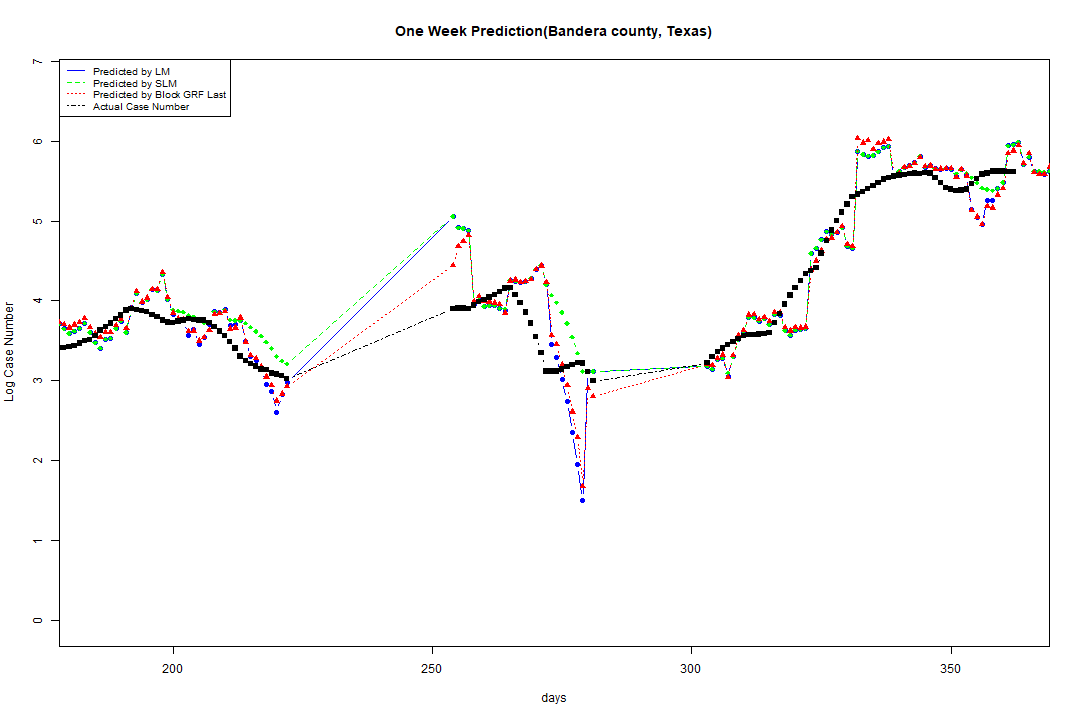 One Week Prediction(Bandera county, Texas)
Predicted by LM
Predicted by SLM
Predicted by Block GRF Last
Actual Case Number
Log Case Number
7
6
5
4
3
2
1
0
200 250 300 350
days